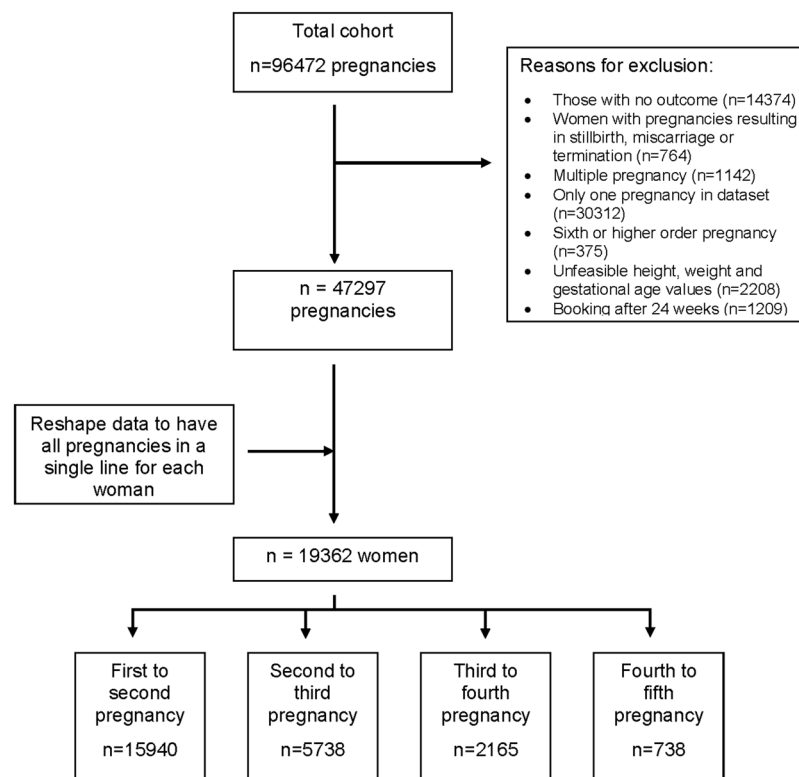 Total cohort
n=96472 pregnancies
Reasons for exclusion:
• Those with no outcome (n=14374)
• Women with pregnancies resulting
in stillbirth, miscarriage or
termination (n=764)
• Multiple pregnancy (n=1142)
• Only one pregnancy in dataset
(n=30312)
• Sixth or higher order pregnancy
(n=375)
• Unfeasible height, weight and
gestational age values (n=2208)
• Booking after 24 weeks (n=1209)
n = 47297
pregnancies
Reshape data to have
all pregnancies in a
single line for each
woman
n = 19362 women
First to
second
pregnancy
n=15940
Second to
third
pregnancy
n=5738
Third to
fourth
pregnancy
n=2165
Fourth to
fifth
pregnancy
n=738